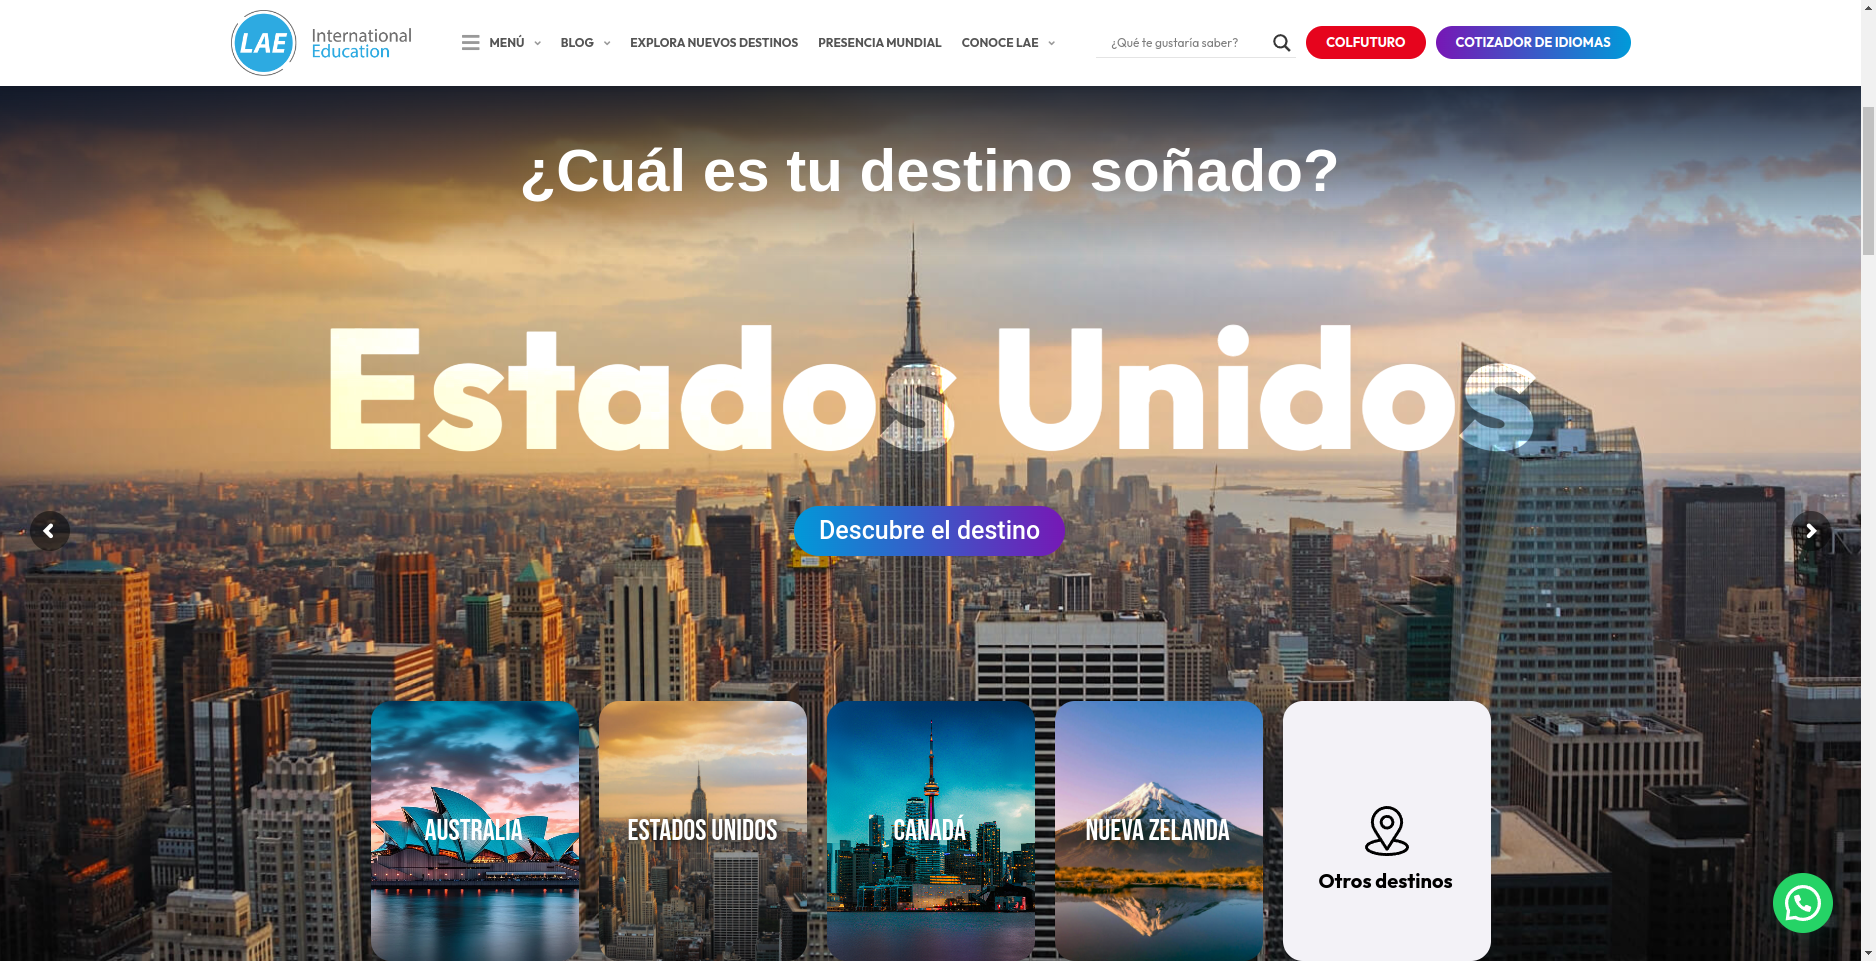 LAE International Education
MENÚ
BLOG
EXPLORA NUEVOS DESTINOS
PRESENCIA MUNDIAL
CONOCE LAE
¿Qué te gustaría saber?
COLFUTURO
COTIZADOR DE IDIOMAS
¿Cuál es tu destino soñado?
Estados Unidos
Descubre el destino
AUSTRALIA
ESTADOS UNIDOS
CANADÁ
NUEVA ZELANDA
Otros destinos